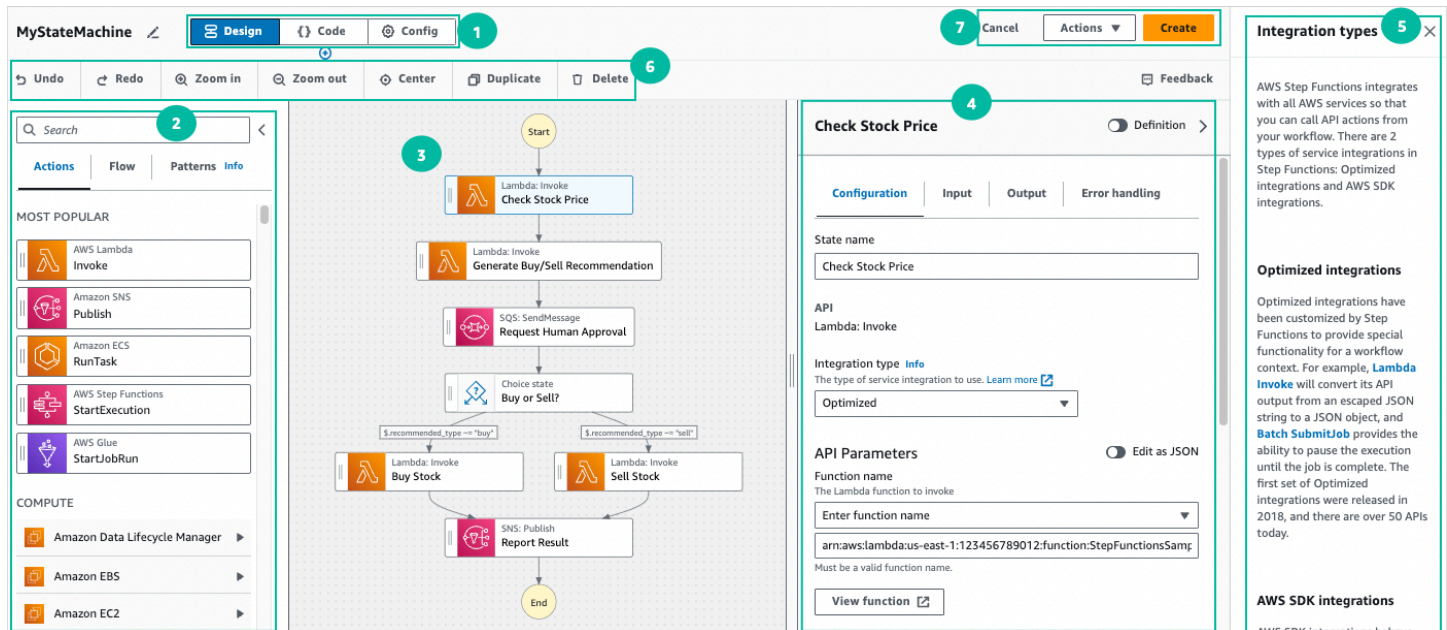 MyStateMachine
Design
{} Code
Config
1
7
Cancel
Actions
Create
Undo
Redo
Zoom in
Zoom out
Center
Duplicate
Delete
6
Feedback
2
Search
Actions
Flow
Patterns Info
MOST POPULAR
AWS Lambda
Invoke
Amazon SNS
Publish
Amazon ECS
RunTask
AWS Step Functions
StartExecution
AWS Glue
StartJobRun
COMPUTE
Amazon Data Lifecycle Manager
Amazon EBS
Amazon EC2
3
Start
Lambda: Invoke
Check Stock Price
Lambda: Invoke
Generate Buy/Sell Recommendation
SQS: SendMessage
Request Human Approval
Choice state
Buy or Sell?
$.recommended_type == "buy"
$.recommended_type == "sell"
Lambda: Invoke
Buy Stock
Lambda: Invoke
Sell Stock
SNS: Publish
Report Result
End
4
Check Stock Price
Definition
Configuration
Input
Output
Error handling
State name
Check Stock Price
API
Lambda: Invoke
Integration type Info
The type of service integration to use. Learn more
Optimized
API Parameters
Edit as JSON
Function name
The Lambda function to invoke
Enter function name
arn:aws:lambda:us-east-1:123456789012:function:StepFunctionsSamp
Must be a valid function name.
View function
5
Integration types
AWS Step Functions integrates
with all AWS services so that
you can call API actions from
your workflow. There are 2
types of service integrations in
Step Functions: Optimized
integrations and AWS SDK
integrations.
Optimized integrations
Optimized integrations have
been customized by Step
Functions to provide special
functionality for a workflow
context. For example, Lambda
Invoke will convert its API
output from an escaped JSON
string to a JSON object, and
Batch SubmitJob provides the
ability to pause the execution
until the job is complete. The
first set of Optimized
integrations were released in
2018, and there are over 50 APIs
today.
AWS SDK integrations